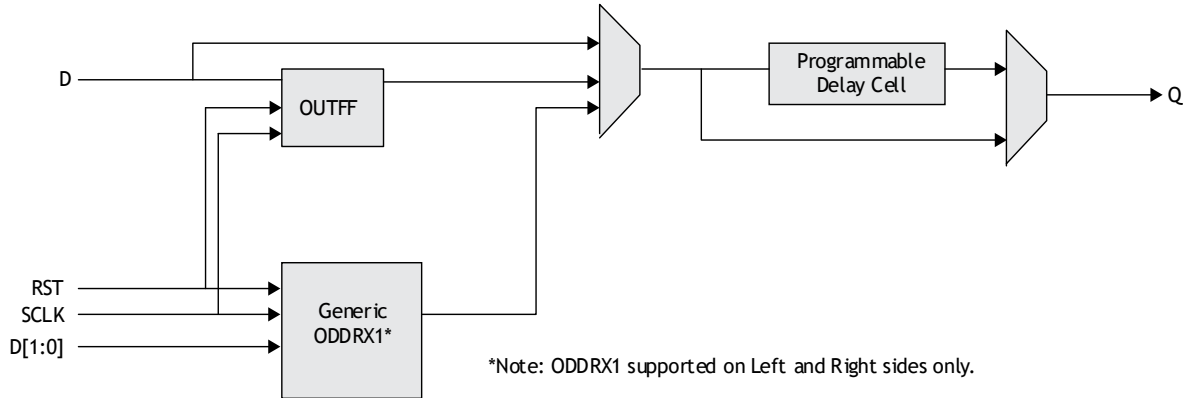 D
OUTFF
Programmable
Delay Cell
Q
RST
SCLK
D[1:0]
Generic
ODDRX1*
*Note: ODDRX1 supported on Left and Right sides only.